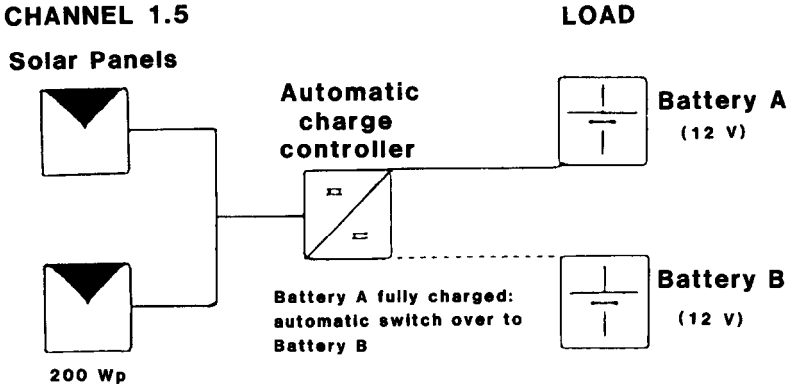 CHANNEL 1.5
LOAD
Solar Panels
Automatic
charge
controller
Battery A
(12 V)
Battery B
(12 V)
Battery A fully charged:
automatic switch over to
Battery B
200 Wp